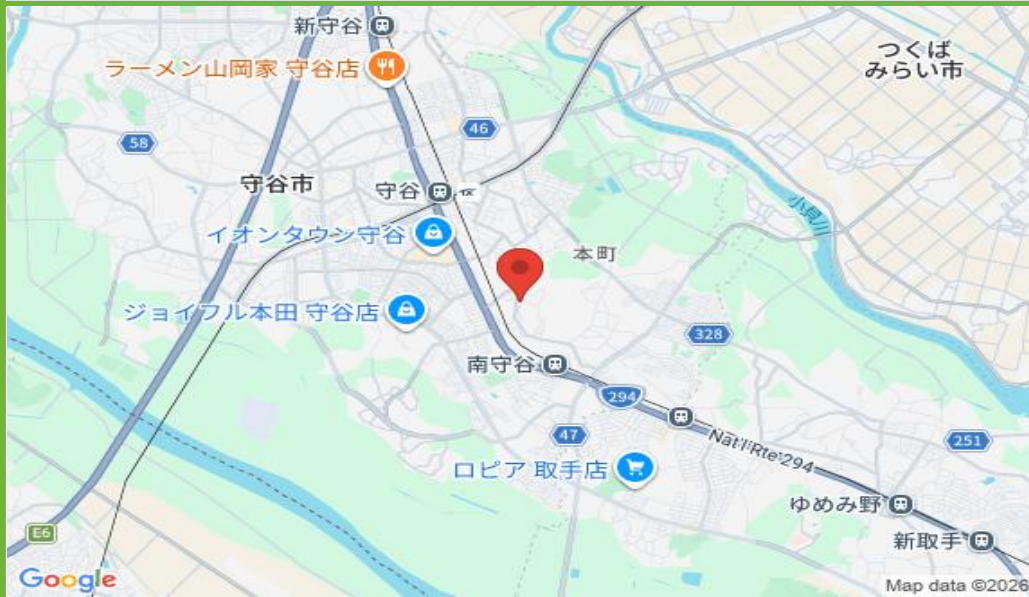 新守谷
ラーメン山岡家 守谷店
つくば
みらい市
58
46
守谷市
守谷
小貝川
イオンタウン守谷
本町
ジョイフル本田 守谷店
328
南守谷
294
47
Nat'l Rte 294
251
ロピア 取手店
ゆめみ野
E6
新取手
Google
Map data ©2026